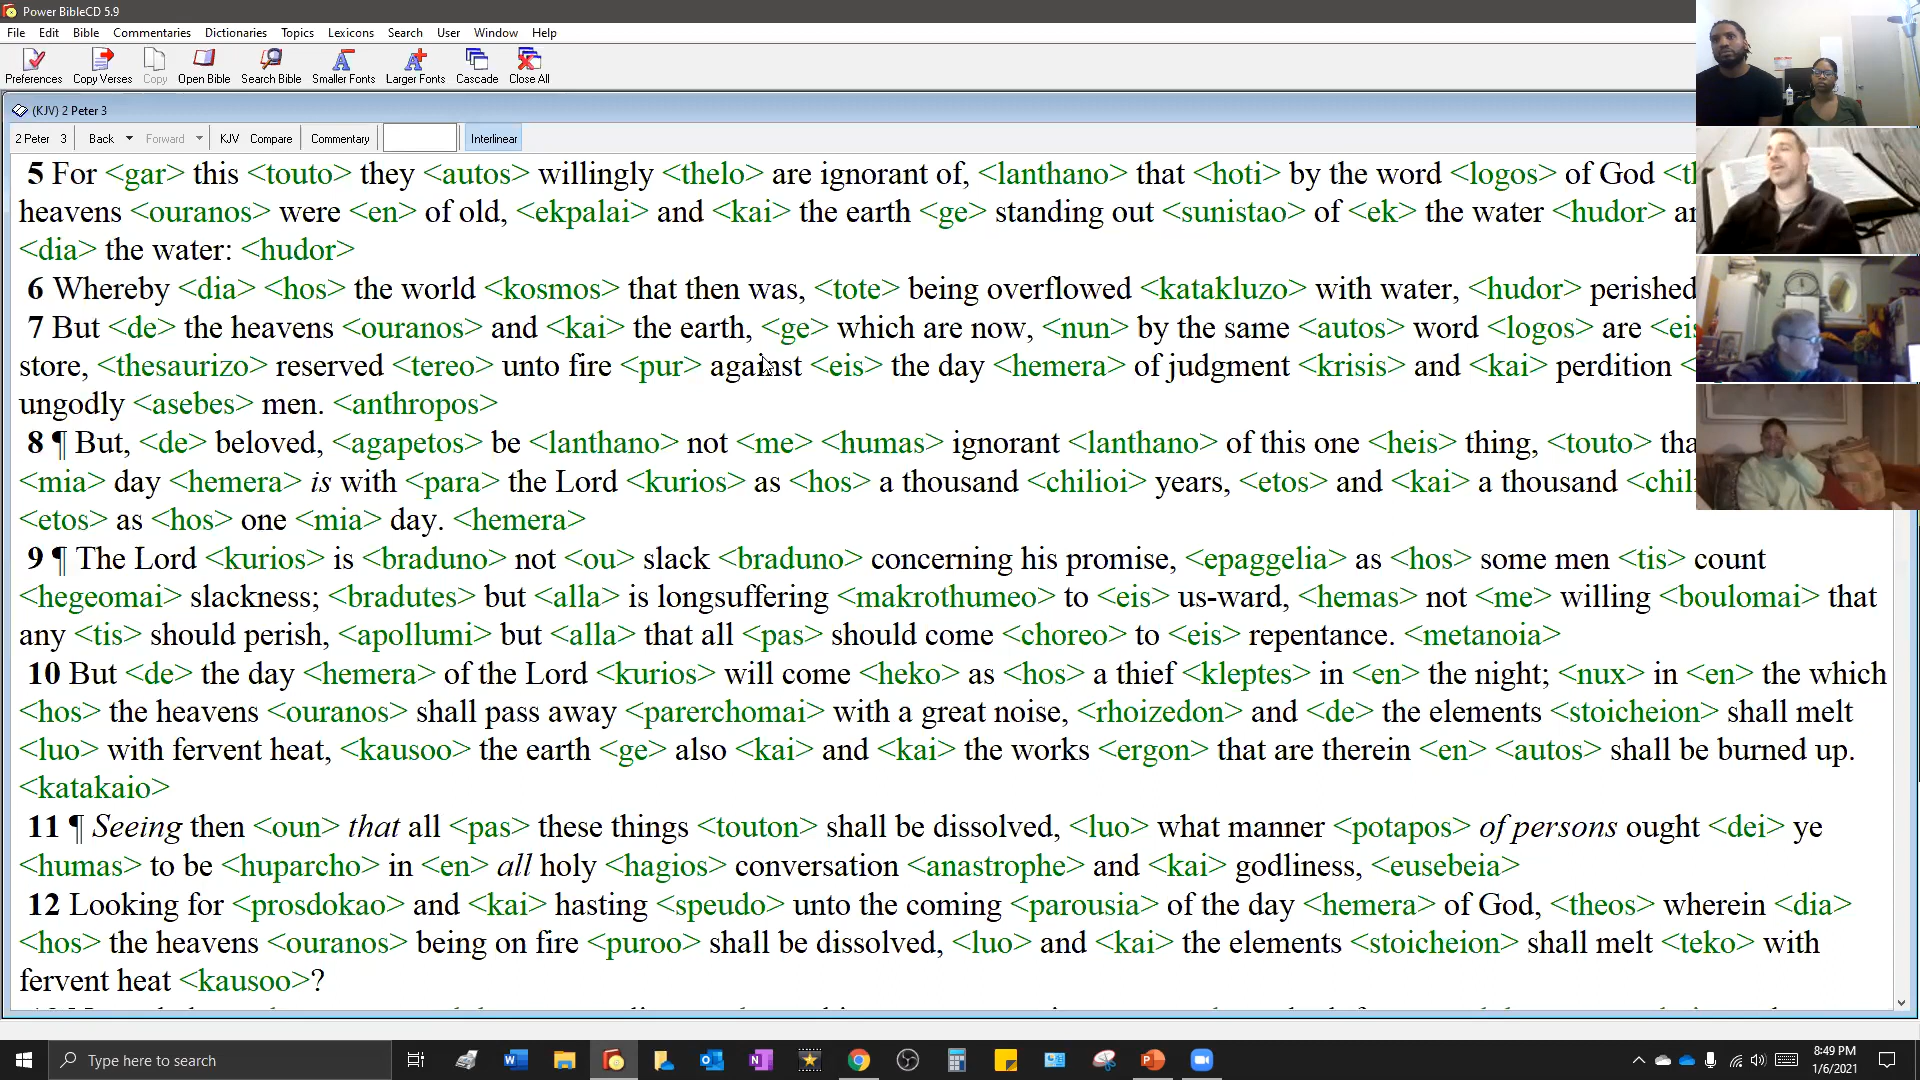 Power BibleCD 5.9
File Edit Bible Commentaries Dictionaries Topics Lexicons Search User Window Help
Preferences Copy Verses Copy Open Bible Search Bible Smaller Fonts Larger Fonts Cascade Close All
(KJV) 2 Peter 3
2 Peter 3 Back Forward KJV Compare Commentary Interlinear
5 For <gar> this <touto> they <autos> willingly <thelo> are ignorant of, <lanthano> that <hoti> by the word <logos> of God
heavens <ouranos> were <en> of old, <ekpalai> and <kai> the earth <ge> standing out <sunistao> of <ek> the water <hudor>
<dia> the water: <hudor>
6 Whereby <dia> <hos> the world <kosmos> that then was, <tote> being overflowed <katakluzo> with water, <hudor> perished
7 But <de> the heavens <ouranos> and <kai> the earth, <ge> which are now, <nun> by the same <autos> word <logos> are
store, <thesaurizo> reserved <tereo> unto fire <pur> against <eis> the day <hemera> of judgment <krisis> and <kai> perdition <
ungodly <asebes> men. <anthropos>
8 ¶ But, <de> beloved, <agapetos> be <lanthano> not <me> <humas> ignorant <lanthano> of this one <heis> thing, <touto>
<mia> day <hemera> is with <para> the Lord <kurios> as <hos> a thousand <chilioi> years, <etos> and <kai> a thousand
<etos> as <hos> one <mia> day. <hemera>
9 ¶ The Lord <kurios> is <braduno> not <ou> slack <braduno> concerning his promise, <epaggelia> as <hos> some men <tis> count
<hegeomai> slackness; <bradutes> but <alla> is longsuffering <makrothumeo> to <eis> us-ward, <hemas> not <me> willing <boulomai> that
any <tis> should perish, <apollumi> but <alla> that all <pas> should come <choreo> to <eis> repentance. <metanoia>
10 But <de> the day <hemera> of the Lord <kurios> will come <heko> as <hos> a thief <kleptes> in <en> the night; <nux> in <en> the which
<hos> the heavens <ouranos> shall pass away <parerchomai> with a great noise, <rhoizedon> and <de> the elements <stoicheion> shall melt
<luo> with fervent heat, <kausoo> the earth <ge> also <kai> and <kai> the works <ergon> that are therein <en> <autos> shall be burned up.
<katakaio>
11 ¶ Seeing then <oun> that all <pas> these things <touton> shall be dissolved, <luo> what manner <potapos> of persons ought <dei> ye
<humas> to be <huparcho> in <en> all holy <hagios> conversation <anastrophe> and <kai> godliness, <eusebeia>
12 Looking for <prosdokao> and <kai> hasting <speudo> unto the coming <parousia> of the day <hemera> of God, <theos> wherein <dia>
<hos> the heavens <ouranos> being on fire <puroo> shall be dissolved, <luo> and <kai> the elements <stoicheion> shall melt <teko> with
fervent heat <kausoo>?
Type here to search
8:49 PM
1/6/2021